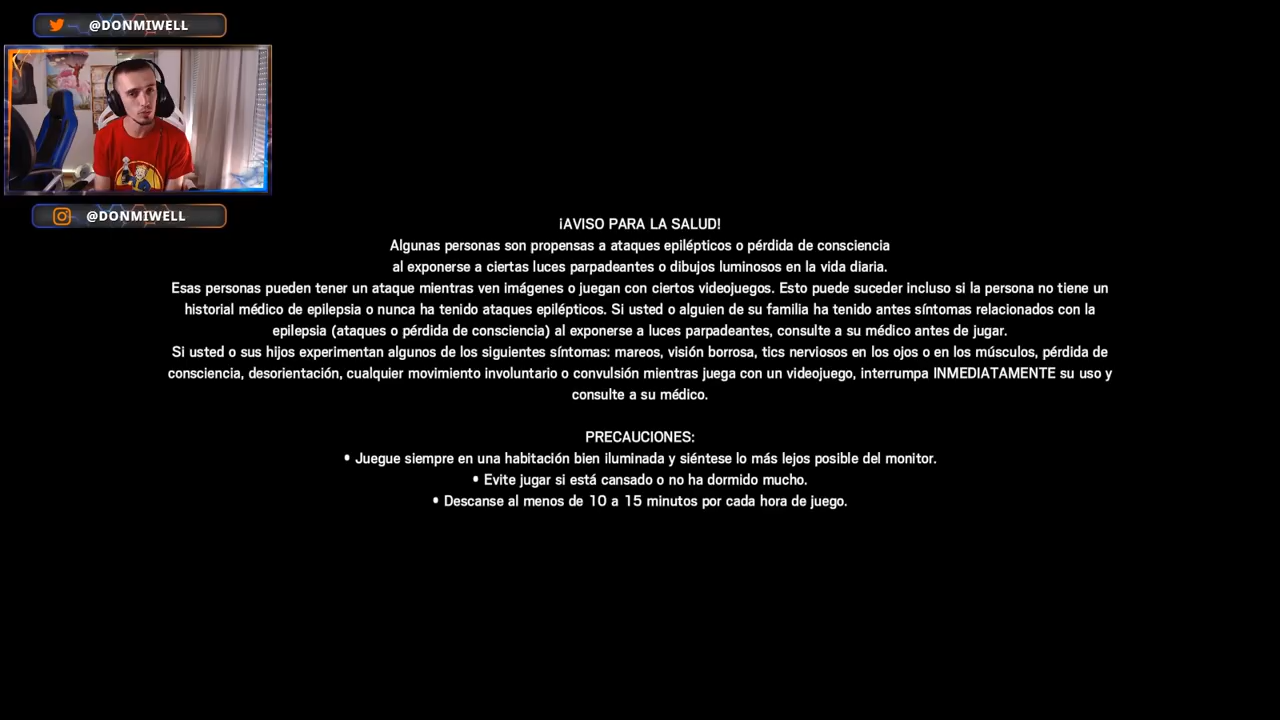 @DONMIWELL
@DONMIWELL
¡AVISO PARA LA SALUD!
Algunas personas son propensas a ataques epilépticos o pérdida de consciencia
al exponerse a ciertas luces parpadeantes o dibujos luminosos en la vida diaria.
Esas personas pueden tener un ataque mientras ven imágenes o juegan con ciertos videojuegos. Esto puede suceder incluso si la persona no tiene un
historial médico de epilepsia o nunca ha tenido ataques epilépticos. Si usted o alguien de su familia ha tenido antes síntomas relacionados con la
epilepsia (ataques o pérdida de consciencia) al exponerse a luces parpadeantes, consulte a su médico antes de jugar.
Si usted o sus hijos experimentan algunos de los siguientes síntomas: mareos, visión borrosa, tics nerviosos en los ojos o en los músculos, pérdida de
consciencia, desorientación, cualquier movimiento involuntario o convulsión mientras juega con un videojuego, interrumpa INMEDIATAMENTE su uso y
consulte a su médico.
PRECAUCIONES:
• Juegue siempre en una habitación bien iluminada y siéntese lo más lejos posible del monitor.
• Evite jugar si está cansado o no ha dormido mucho.
• Descanse al menos de 10 a 15 minutos por cada hora de juego.